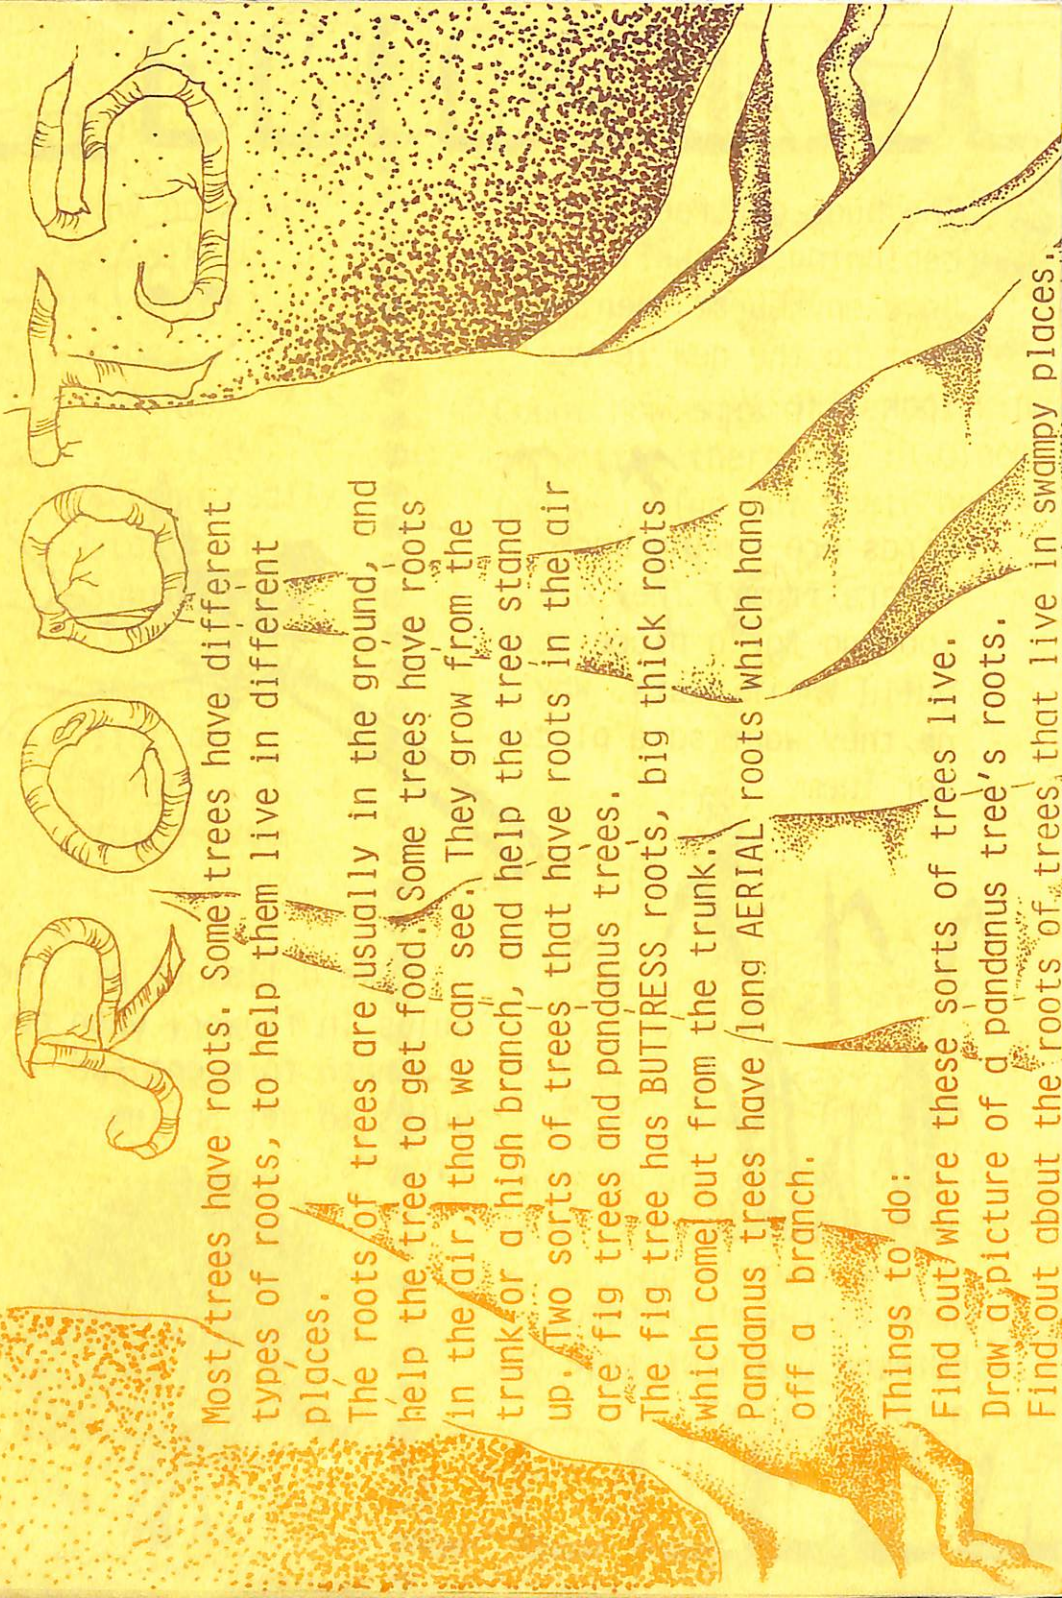 ROOTS
Most trees have roots. Some trees have different
types of roots, to help them live in different
places.
The roots of trees are usually in the ground, and
help the tree to get food. Some trees have roots
in the air, that we can see. They grow from the
trunk or a high branch, and help the tree stand
up. Two sorts of trees that have roots in the air
are fig trees and pandanus trees.
The fig tree has BUTTRESS roots, big thick roots
which come out from the trunk.
Pandanus trees have long AERIAL roots which hang
off a branch.
Things to do:
Find out where these sorts of trees live.
Draw a picture of a pandanus tree's roots.
Find out about the roots of trees that live in swampy places.